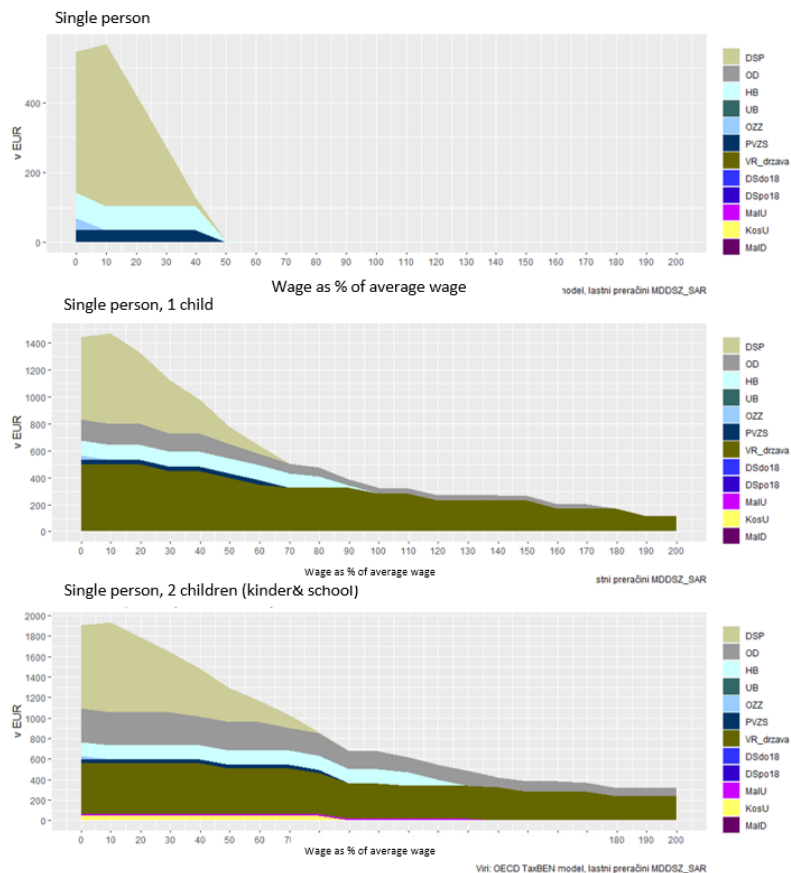 Single person
v EUR
400
200
0
0 10 20 30 40 50 60 70 80 90 100 110 120 130 140 150 160 170 180 190 200
DSP
OD
HB
UB
OZZ
PVZS
VR_drzava
DSdo18
DSpo18
MalU
KosU
MalD
Wage as % of average wage
model, lastni preračini MDDSZ_SAR
Single person, 1 child
v EUR
1400
1200
1000
800
600
400
200
0
0 10 20 30 40 50 60 70 80 90 100 110 120 130 140 150 160 170 180 190 200
DSP
OD
HB
UB
OZZ
PVZS
VR_drzava
DSdo18
DSpo18
MalU
KosU
MalD
Wage as % of average wage
stni preračini MDDSZ_SAR
Single person, 2 children (kinder& school)
v EUR
2000
1800
1600
1400
1200
1000
800
600
400
200
0
0 10 20 30 40 50 60 7 180 190 200
DSP
OD
HB
UB
OZZ
PVZS
VR_drzava
DSdo18
DSpo18
MalU
KosU
MalD
Wage as % of average wage
Viri: OECD TaxBEN model, lastni preračini MDDSZ_SAR